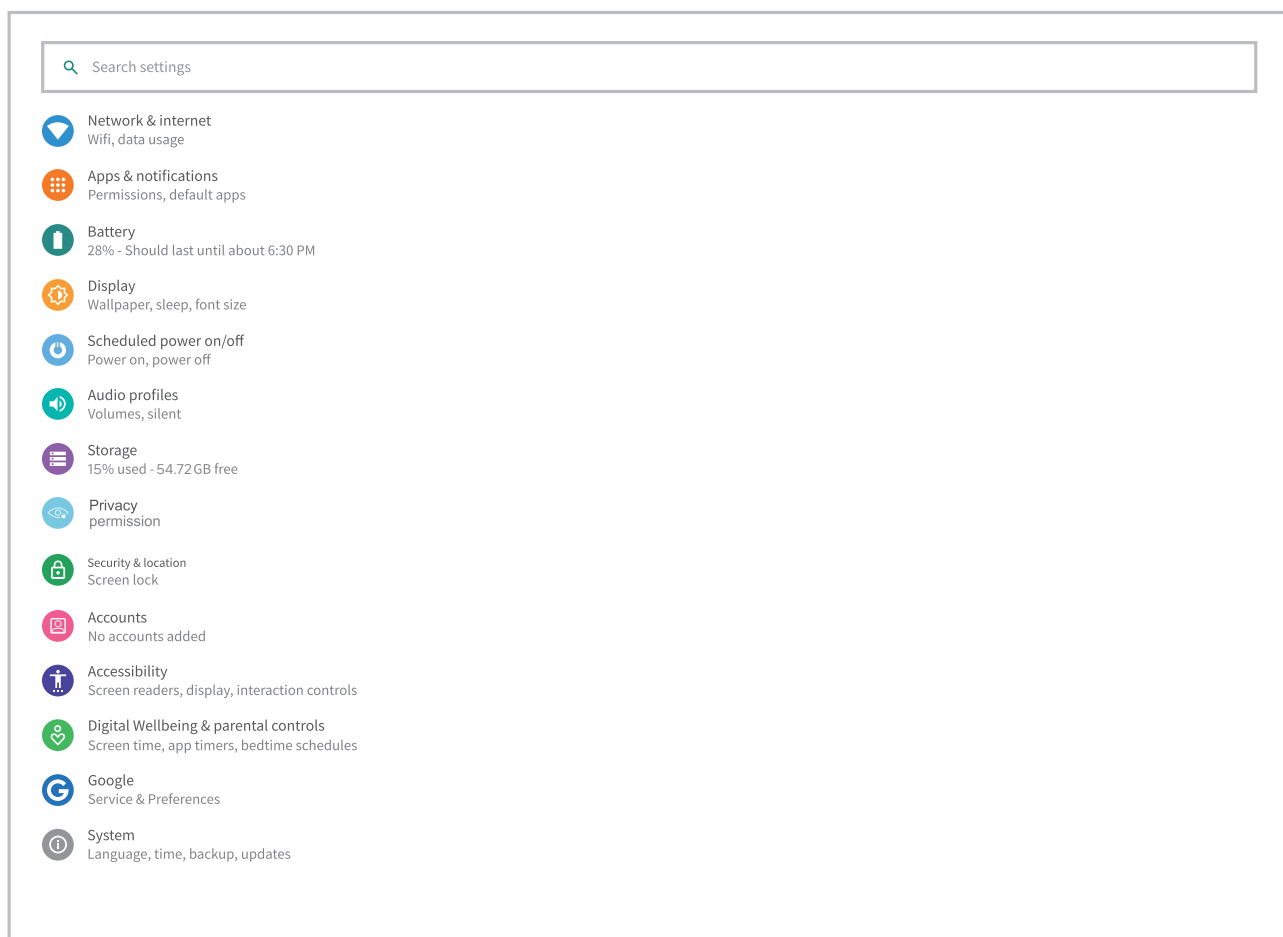 Search settings
Network & internet
Wifi, data usage
Apps & notifications
Permissions, default apps
Battery
28% - Should last until about 6:30 PM
Display
Wallpaper, sleep, font size
Scheduled power on/off
Power on, power off
Audio profiles
Volumes, silent
Storage
15% used - 54.72GB free
Privacy
permission
Security & location
Screen lock
Accounts
No accounts added
Accessibility
Screen readers, display, interaction controls
Digital Wellbeing & parental controls
Screen time, app timers, bedtime schedules
Google
Service & Preferences
System
Language, time, backup, updates